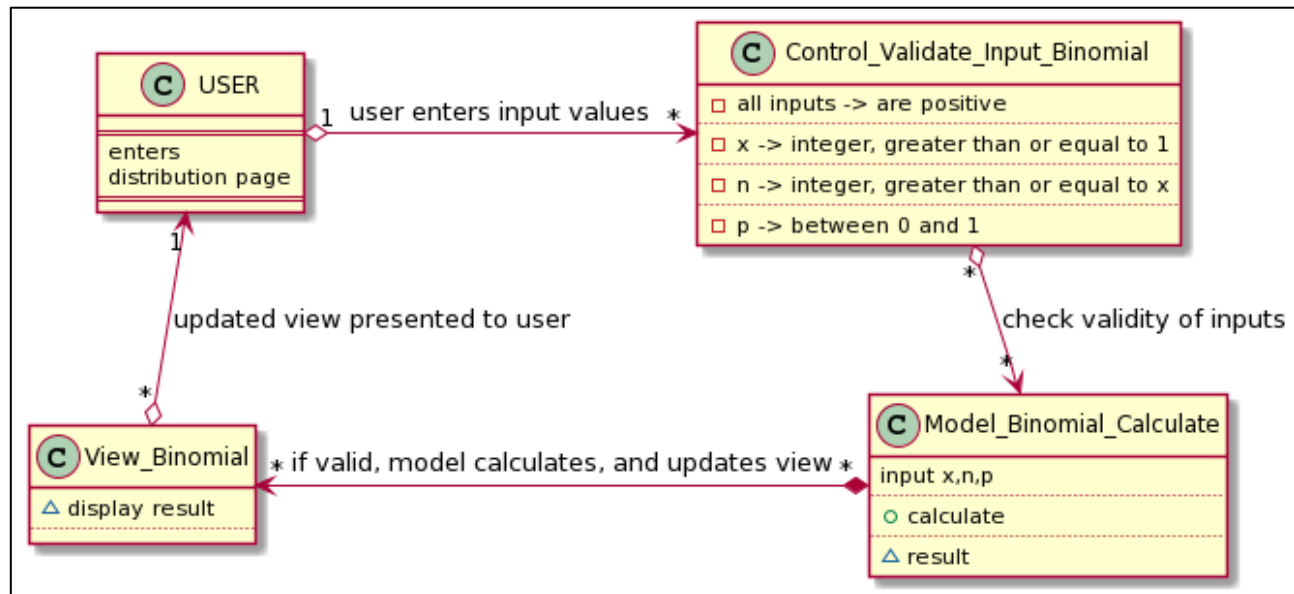 C USER
enters
distribution page
1 user enters input values *
C Control_Validate_Input_Binomial
all inputs -> are positive
x -> integer, greater than or equal to 1
n -> integer, greater than or equal to x
p -> between 0 and 1
1
updated view presented to user
*
*
check validity of inputs
*
C View_Binomial
display result
* if valid, model calculates, and updates view *
C Model_Binomial_Calculate
input x,n,p
calculate
result